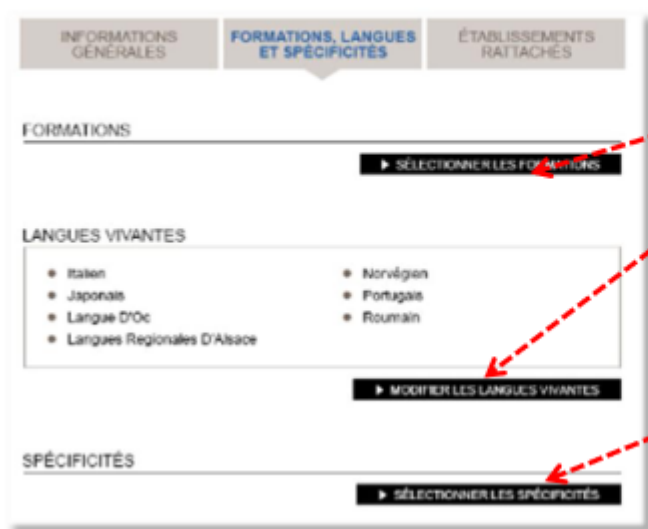 INFORMATIONS
GÉNÉRALES
FORMATIONS, LANGUES
ET SPÉCIFICITÉS
ÉTABLISSEMENTS
RATTACHÉS
FORMATIONS
SÉLECTIONNER LES FORMATIONS
LANGUES VIVANTES
Italien
Japonais
Langue D'Oc
Langues Regionales D'Alsace
Norvégien
Portugais
Roumain
MODIFIER LES LANGUES VIVANTES
SPÉCIFICITÉS
SÉLECTIONNER LES SPÉCIFICITÉS